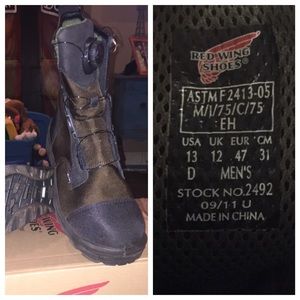 RED WING
SHOES
ASTM F 2413-05
M/I/75/C/75
EH
USA UK EUR CM
13 12 47 31
D MEN'S
STOCK NO.2492
09/11 U
MADE IN CHINA